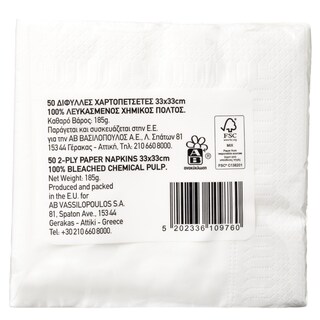 50 ΔΙΦΥΛΛΕΣ ΧΑΡΤΟΠΕΤΣΕΤΕΣ 33x33cm
100% ΛΕΥΚΑΣΜΕΝΟΣ ΧΗΜΙΚΟΣ ΠΟΛΤΟΣ.
Καθαρό Βάρος: 185g.
Παράγεται και συσκευάζεται στην Ε.Ε.
για την ΑΒ ΒΑΣΙΛΟΠΟΥΛΟΣ Α.Ε., Λ. Σπάτων 81
153 44 Γέρακας - Αττική, Τηλ. 210 660 8000.
50 2-PLY PAPER NAPKINS 33x33cm
100% BLEACHED CHEMICAL PULP.
Net Weight: 185g.
Produced and packed
in the E.U. for
AB VASSILOPOULOS S.A.
81, Spaton Ave., 153 44
Gerakas - Attiki - Greece
Tel: +30 210 660 8000.
AB
ΑΝΑΚΥΚΛΩΣΙΜΟ
FSC
MIX
5 202336 109760